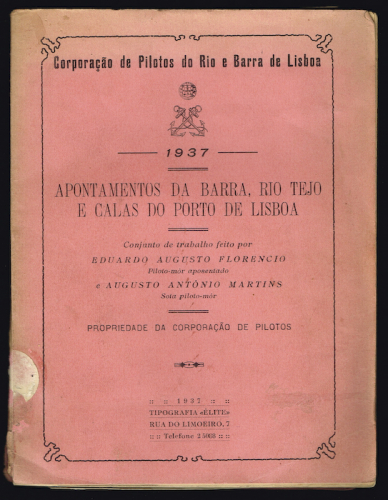 Corporação de Pilotos do Rio e Barra de Lisboa
1937
APONTAMENTOS DA BARRA, RIO TEJO
E CALAS DO PORTO DE LISBOA
Conjunto de trabalho feito por
EDUARDO AUGUSTO FLORENCIO
Piloto-mór aposentado
e AUGUSTO ANTÓNIO MARTINS
Sota piloto-mór
PROPRIEDADE DA CORPORAÇÃO DE PILOTOS
:: :: 1937 :: ::
TIPOGRAFIA «ÉLITE»
RUA DO LIMOEIRO, 7
:: :: Telefone 2 5003 :: ::